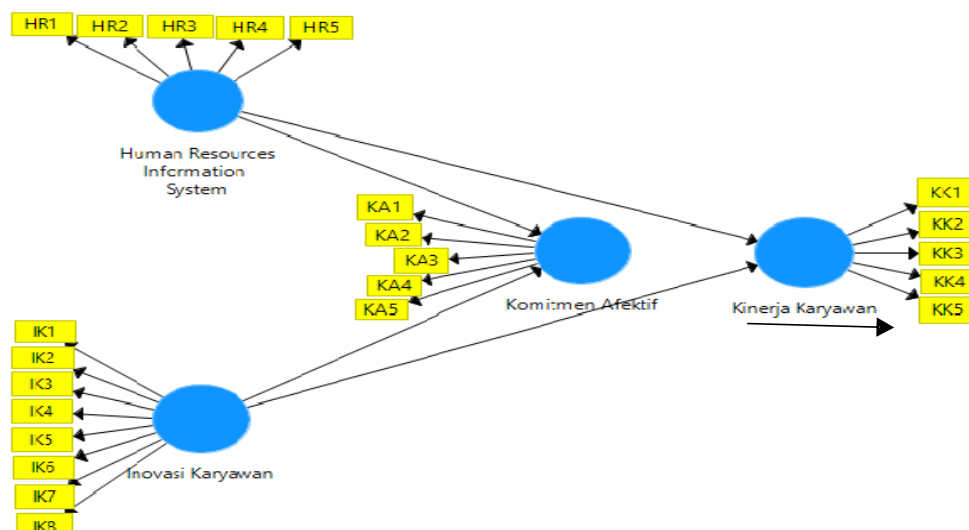 HR1
HR2
HR3
HR4
HR5
Human Resources
Information
System
KA1
KA2
KA3
KA4
KA5
Komitmen Afektif
KK1
KK2
KK3
KK4
KK5
Kinerja Karyawan
IK1
IK2
IK3
IK4
IK5
IK6
IK7
IK8
Inovasi Karyawan